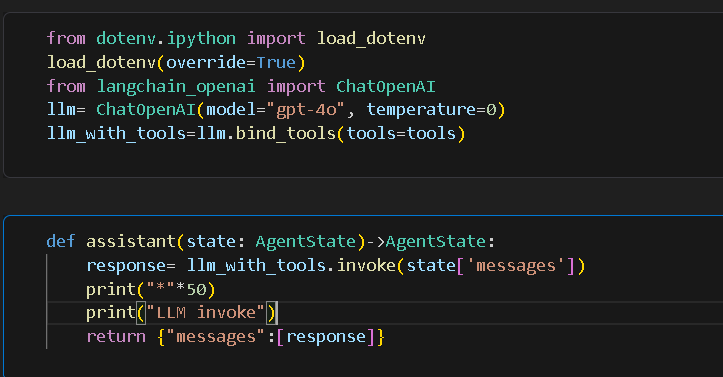 from dotenv.ipython import load_dotenv
load_dotenv(override=True)
from langchain_openai import ChatOpenAI
llm= ChatOpenAI(model="gpt-4o", temperature=0)
llm_with_tools=llm.bind_tools(tools=tools)
def assistant(state: AgentState)->AgentState:
    response= llm_with_tools.invoke(state['messages'])
    print("*"*50)
    print("LLM invoke")
    return {"messages":[response]}